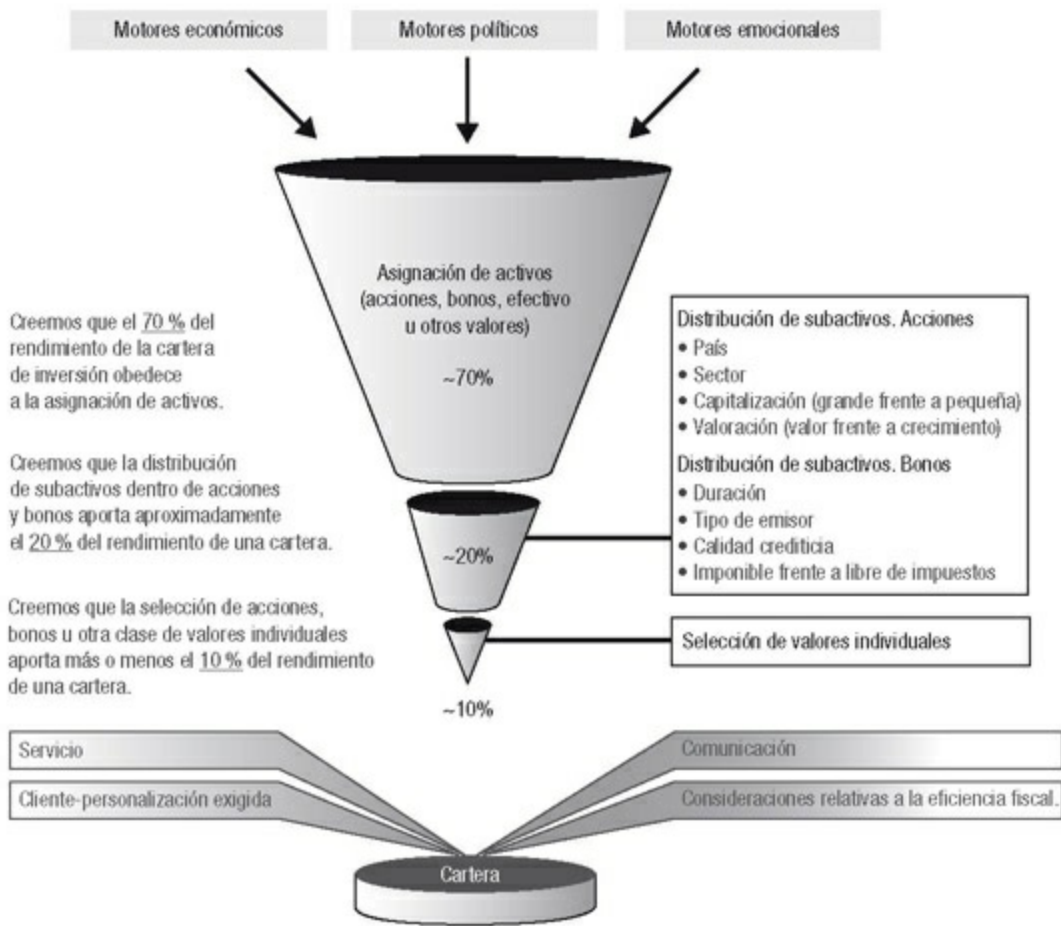 Motores económicos
Motores políticos
Motores emocionales
Asignación de activos
(acciones, bonos, efectivo
u otros valores)
~70%
Creemos que el 70 % del
rendimiento de la cartera
de inversión obedece
a la asignación de activos.
Creemos que la distribución
de subactivos dentro de acciones
y bonos aporta aproximadamente
el 20 % del rendimiento de una cartera.
Creemos que la selección de acciones,
bonos u otra clase de valores individuales
aporta más o menos el 10 % del rendimiento
de una cartera.
Distribución de subactivos. Acciones
• País
• Sector
• Capitalización (grande frente a pequeña)
• Valoración (valor frente a crecimiento)
Distribución de subactivos. Bonos
• Duración
• Tipo de emisor
• Calidad crediticia
• Imponible frente a libre de impuestos
~20%
Selección de valores individuales
~10%
Servicio
Comunicación
Cliente-personalización exigida
Consideraciones relativas a la eficiencia fiscal.
Cartera